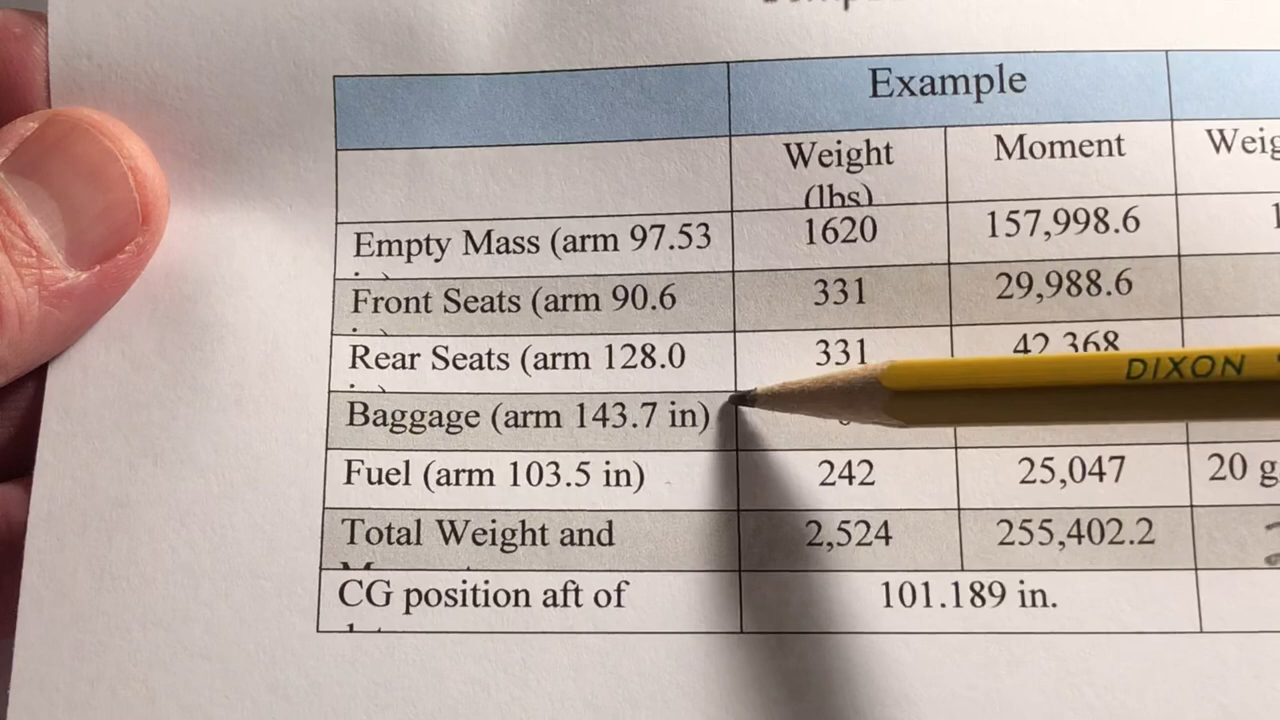 Example
Weight Moment
(lbs)
Empty Mass (arm 97.53 1620 157,998.6
Front Seats (arm 90.6 331 29,988.6
Rear Seats (arm 128.0 331 42,368
Baggage (arm 143.7 in)
Fuel (arm 103.5 in) 242 25,047 20 g
Total Weight and 2,524 255,402.2
CG position aft of 101.189 in.
DIXON